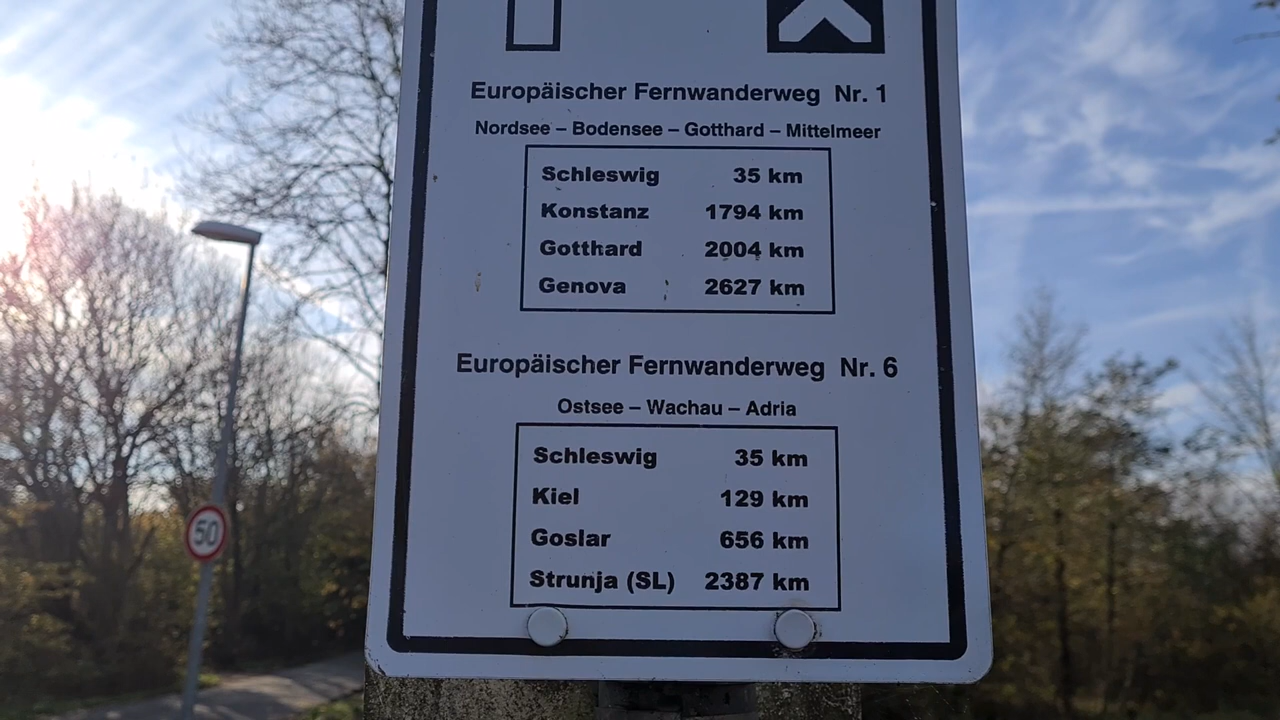 Europäischer Fernwanderweg Nr. 1
Nordsee – Bodensee – Gotthard – Mittelmeer
Schleswig 35 km
Konstanz 1794 km
Gotthard 2004 km
Genova 2627 km
Europäischer Fernwanderweg Nr. 6
Ostsee – Wachau – Adria
Schleswig 35 km
Kiel 129 km
Goslar 656 km
Strunja (SL) 2387 km
50